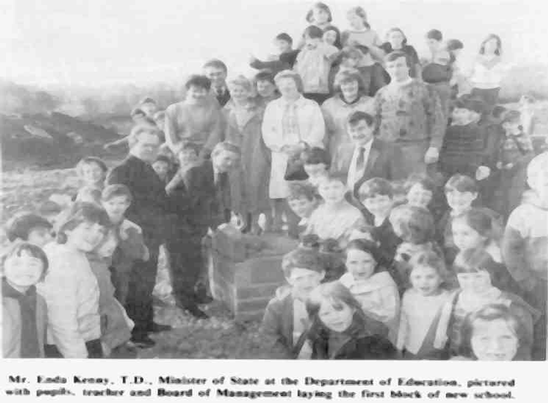 Mr. Enda Kenny, T.D., Minister of State at the Department of Education, pictured
with pupils, teacher and Board of Management laying the first block of new school.